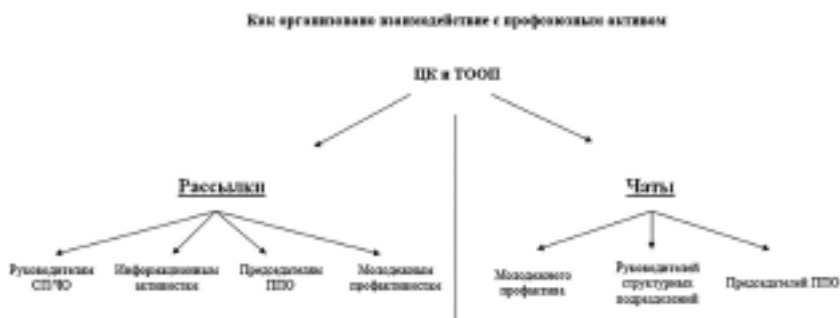 Как организовано взаимодействие с профсоюзным активом
ЦК и ТООП
Рассылки
Чаты
Руководителям
СП/ЧО
Информационным
активистам
Председателям
ППО
Молодежным
профактивистам
Молодежного
профактива
Руководителей
структурных
подразделений
Председателей ППО